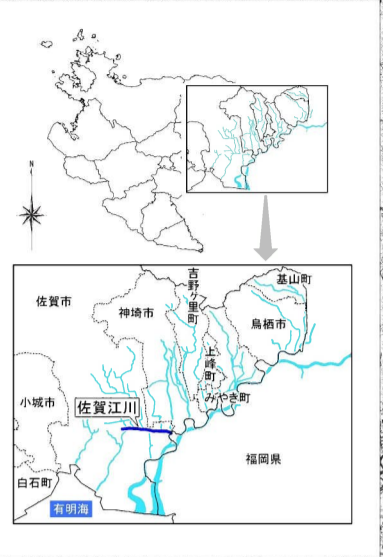 N
吉野ヶ里町
基山町
佐賀市
神埼市
鳥栖市
上峰町
みやき町
小城市
佐賀江川
福岡県
白石町
有明海